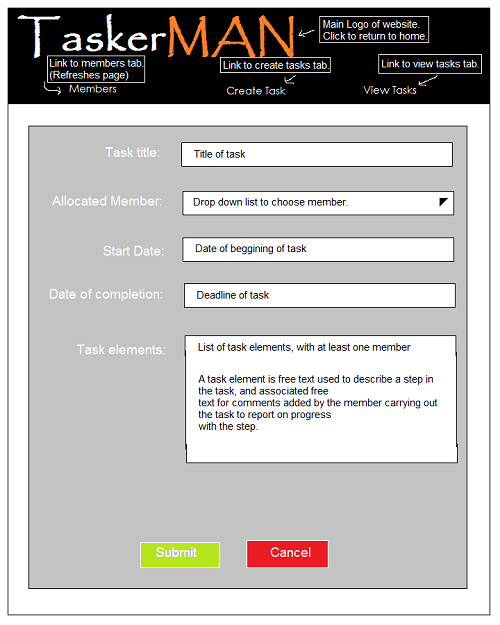 TaskerMAN
Main Logo of website.
Click to return to home.
Link to members tab
(Refreshes page)
Link to create tasks tab.
Link to view tasks tab.
Members
Create Task
View Tasks
Task title:
Title of task
Allocated Member:
Drop down list to choose member.
Start Date:
Date of beggining of task
Date of completion:
Deadline of task
Task elements:
List of task elements, with at least one member
A task element is free text used to describe a step in
the task, and associated free
text for comments added by the member carrying out
the task to report on progress
with the step.
Submit
Cancel